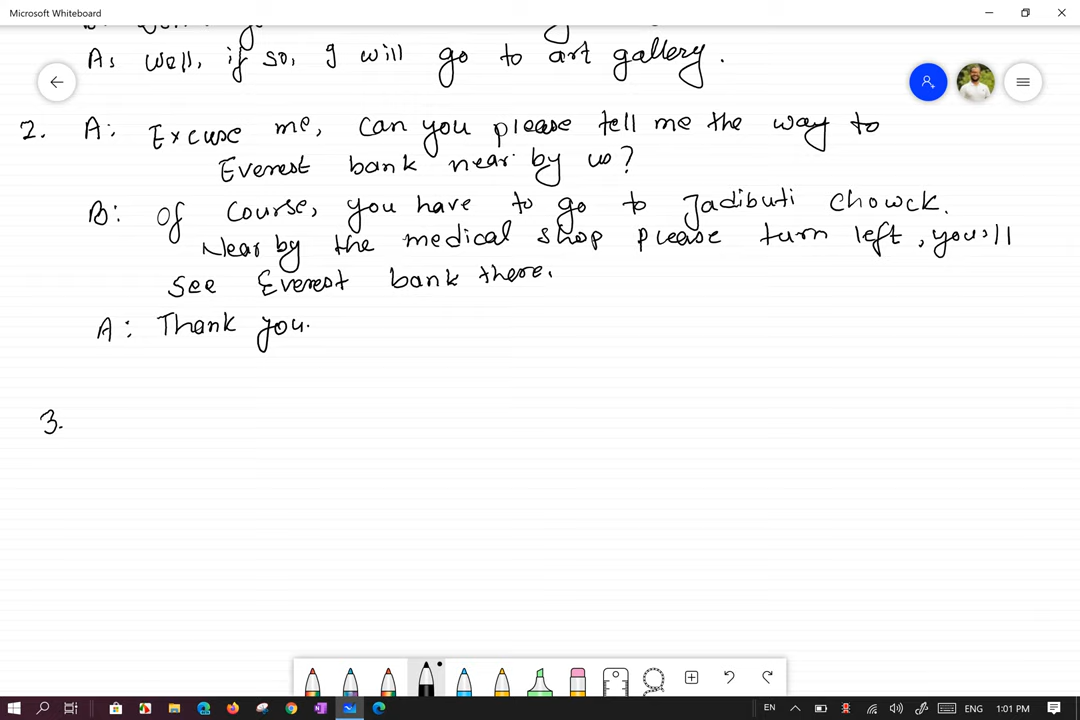 Microsoft Whiteboard
A: Well, if so, I will go to art gallery.
2. A: Excuse me, Can you please tell me the way to
Everest bank near by us?
B: Of Course, you have to go to Jadibuti Chowck.
Near by the medical shop please turn left, you'll
see Everest bank there.
A: Thank you.
3.
EN
ENG
1:01 PM